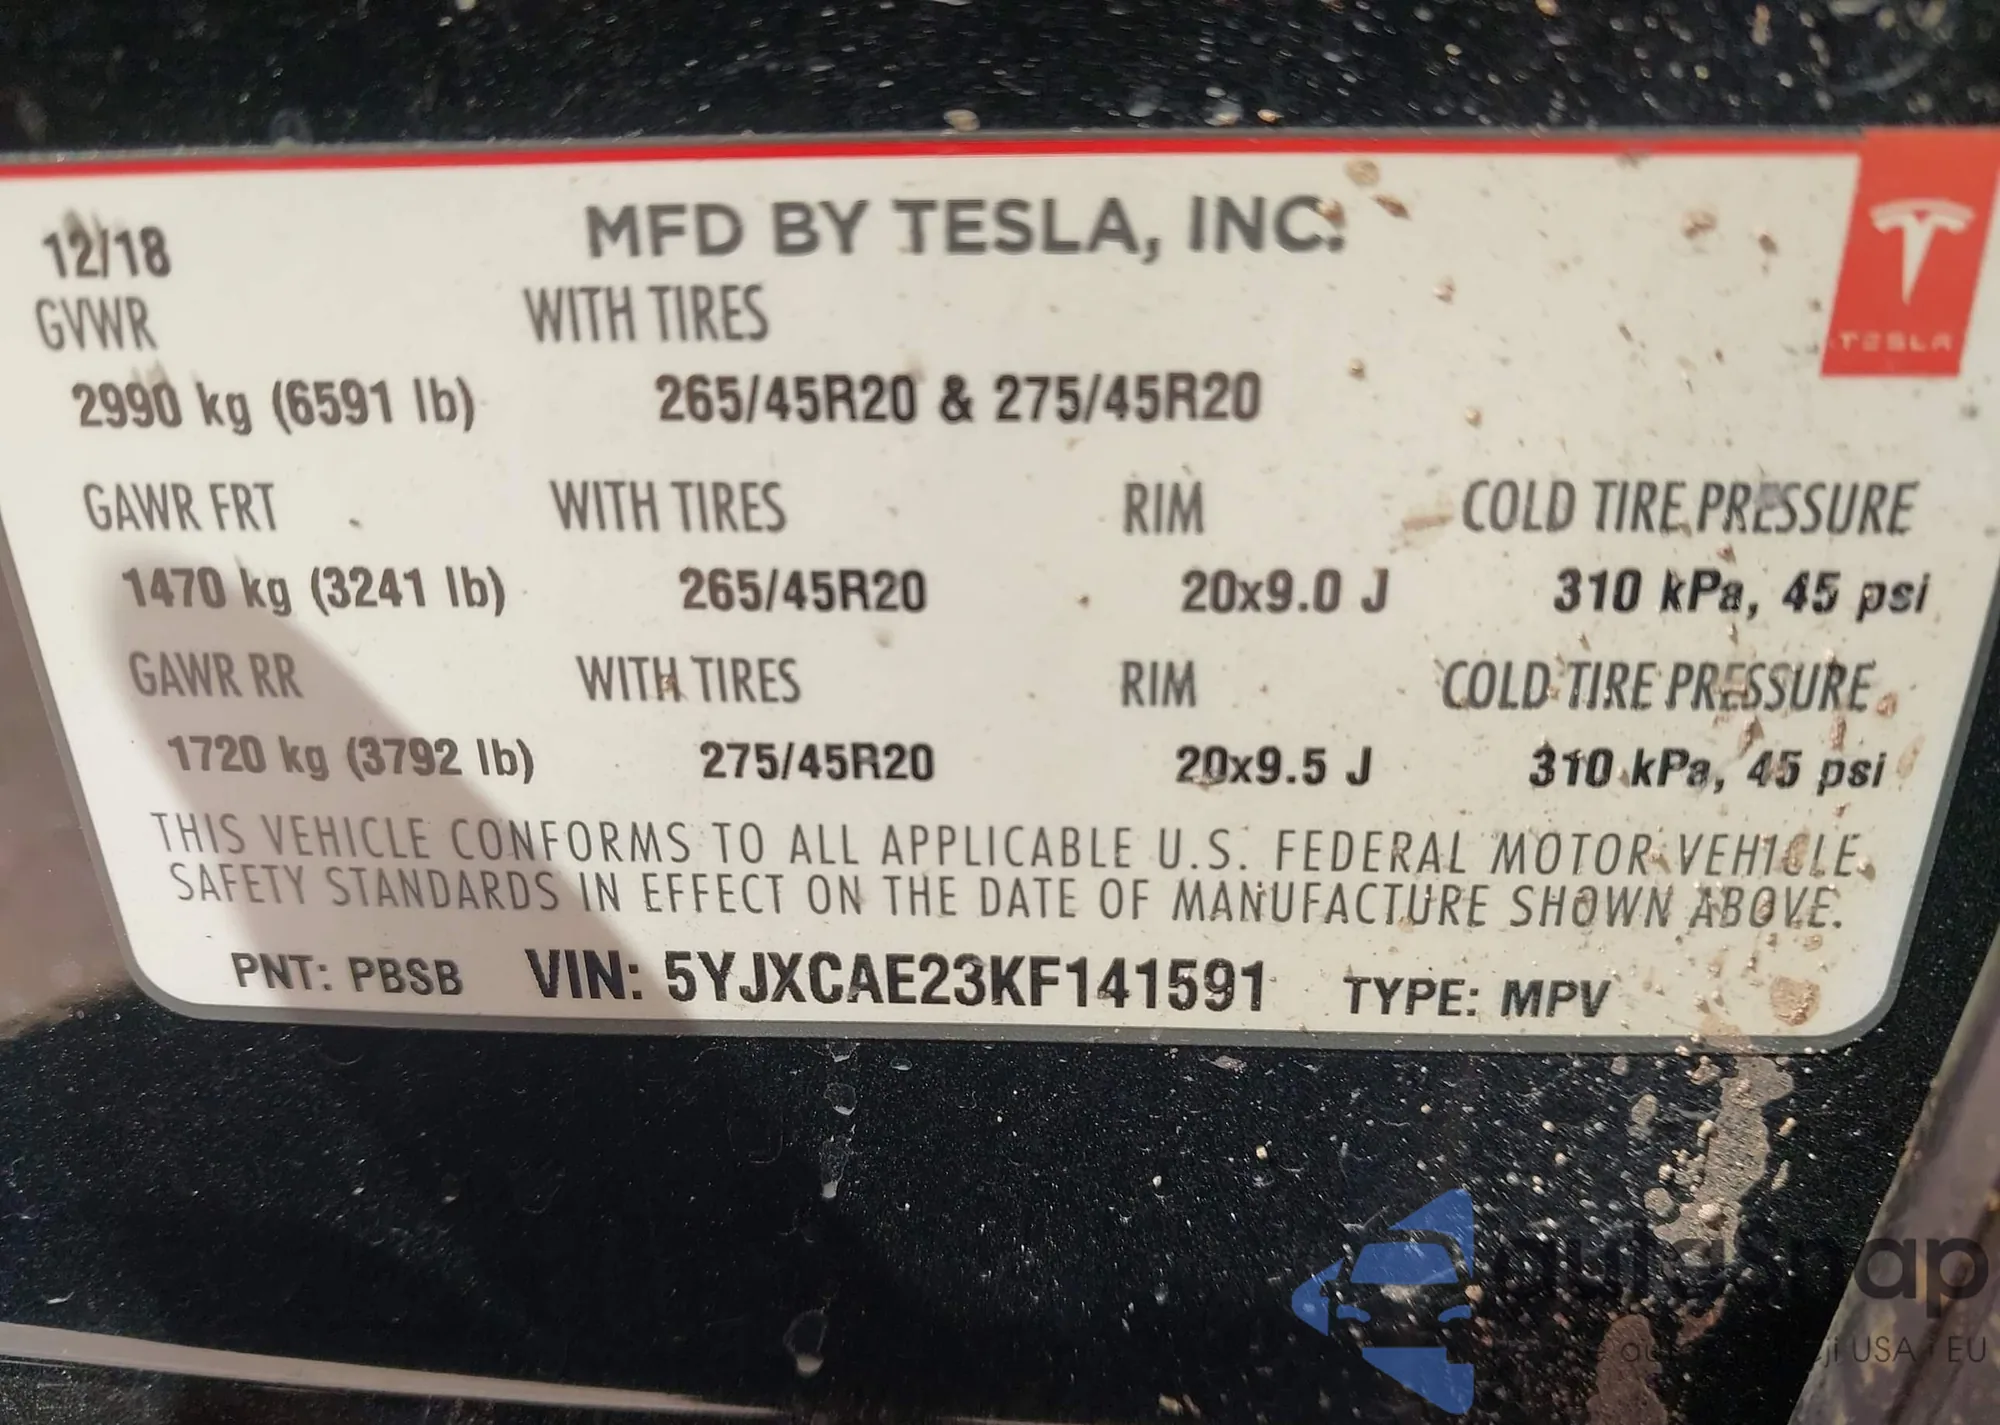 12/18 MFD BY TESLA, INC.
TESLA
GVWR WITH TIRES
2990 kg (6591 lb) 265/45R20 & 275/45R20
GAWR FRT WITH TIRES RIM COLD TIRE PRESSURE
1470 kg (3241 lb) 265/45R20 20x9.0 J 310 kPa, 45 psi
GAWR RR WITH TIRES RIM COLD TIRE PRESSURE
1720 kg (3792 lb) 275/45R20 20x9.5 J 310 kPa, 45 psi
THIS VEHICLE CONFORMS TO ALL APPLICABLE U.S. FEDERAL MOTOR VEHICLE
SAFETY STANDARDS IN EFFECT ON THE DATE OF MANUFACTURE SHOWN ABOVE.
PNT: PBSB VIN: 5YJXCAE23KF141591 TYPE: MPV
autosnap
USA i EU